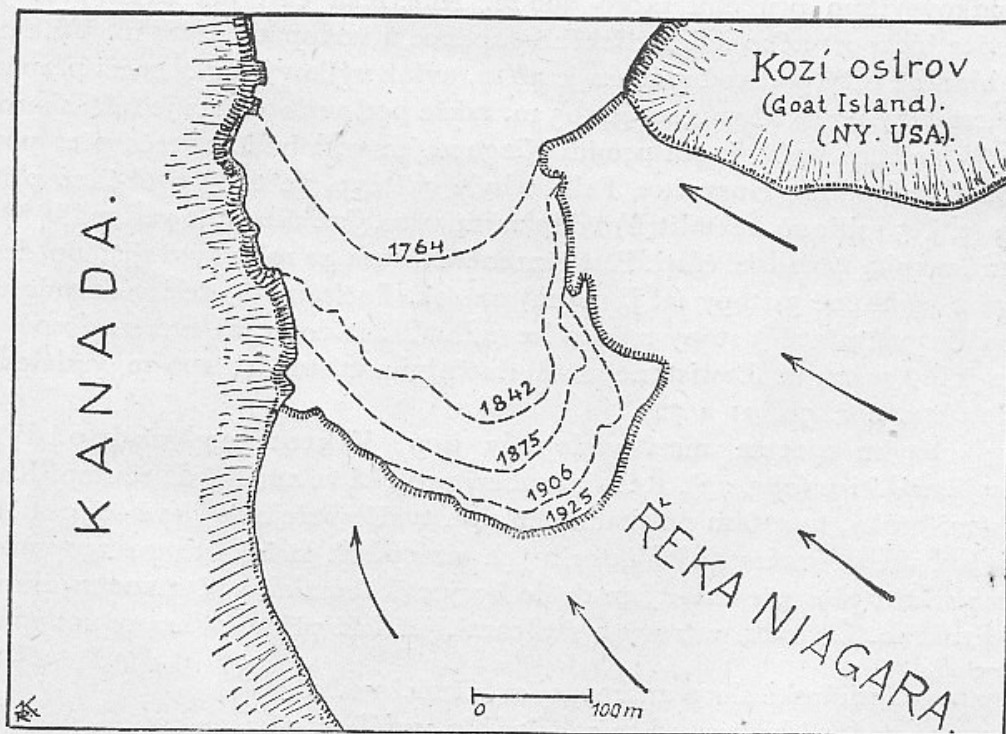 Kozí ostrov
(Goat Island).
(NY. USA).
KANADA.
1764
1842
1875
1906
1925
ŘEKA NIAGARA.
0 100 m